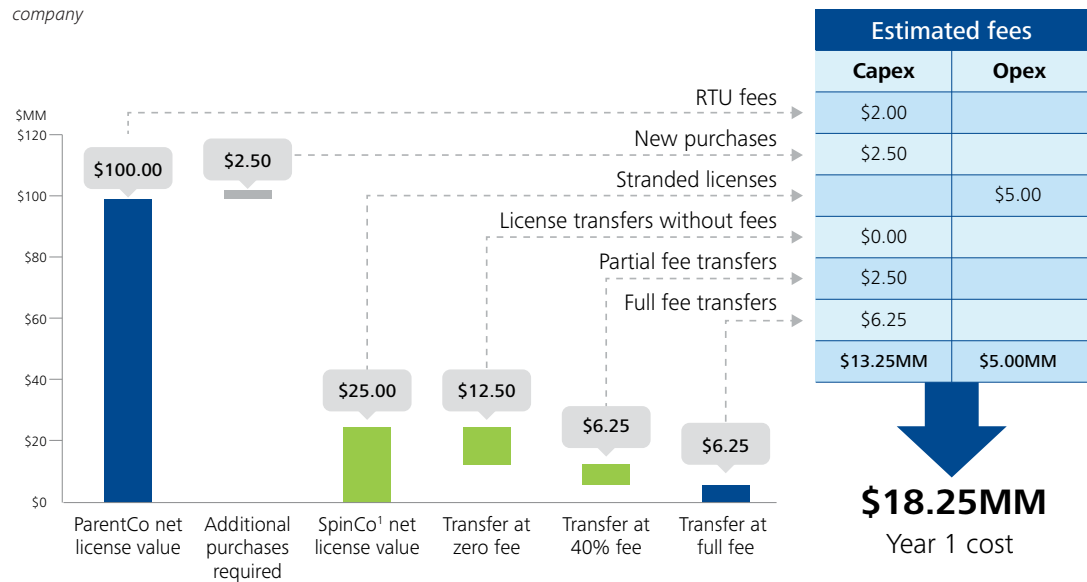 company
$MM
$120
$100
$80
$60
$40
$20
$0
$100.00
$2.50
$25.00
$12.50
$6.25
$6.25
ParentCo net
license value
Additional
purchases
required
SpinCo¹ net
license value
Transfer at
zero fee
Transfer at
40% fee
Transfer at
full fee
RTU fees
New purchases
Stranded licenses
License transfers without fees
Partial fee transfers
Full fee transfers
Estimated fees
Capex Opex
$2.00
$2.50
$5.00
$0.00
$2.50
$6.25
$13.25MM $5.00MM
$18.25MM
Year 1 cost